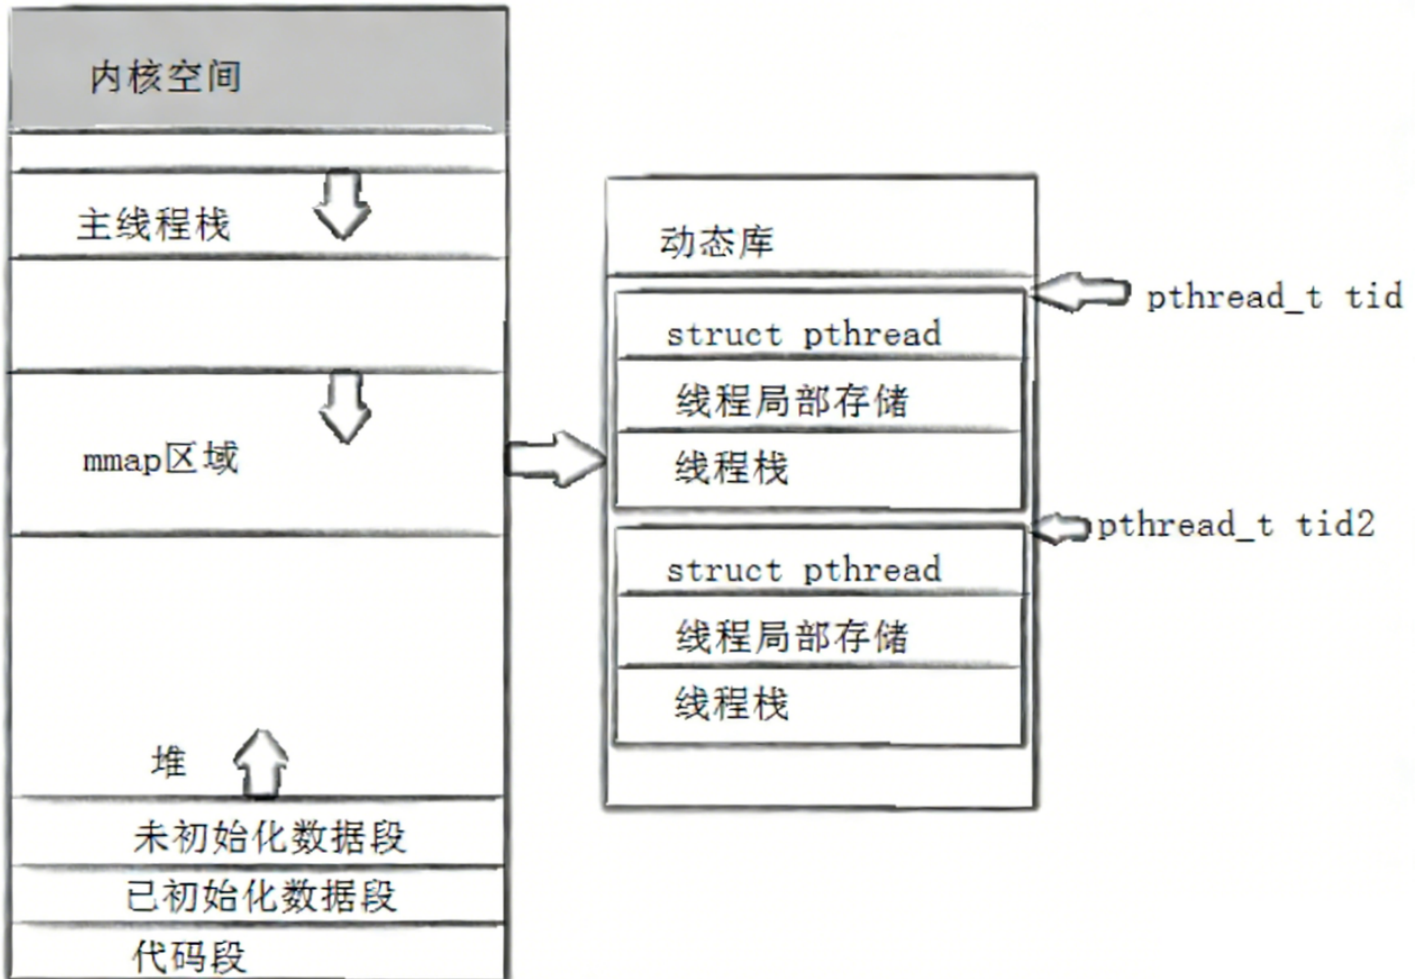 内核空间
主线程栈
mmap区域
堆
未初始化数据段
已初始化数据段
代码段
动态库
struct pthread
线程局部存储
线程栈
struct pthread
线程局部存储
线程栈
pthread_t tid
pthread_t tid2